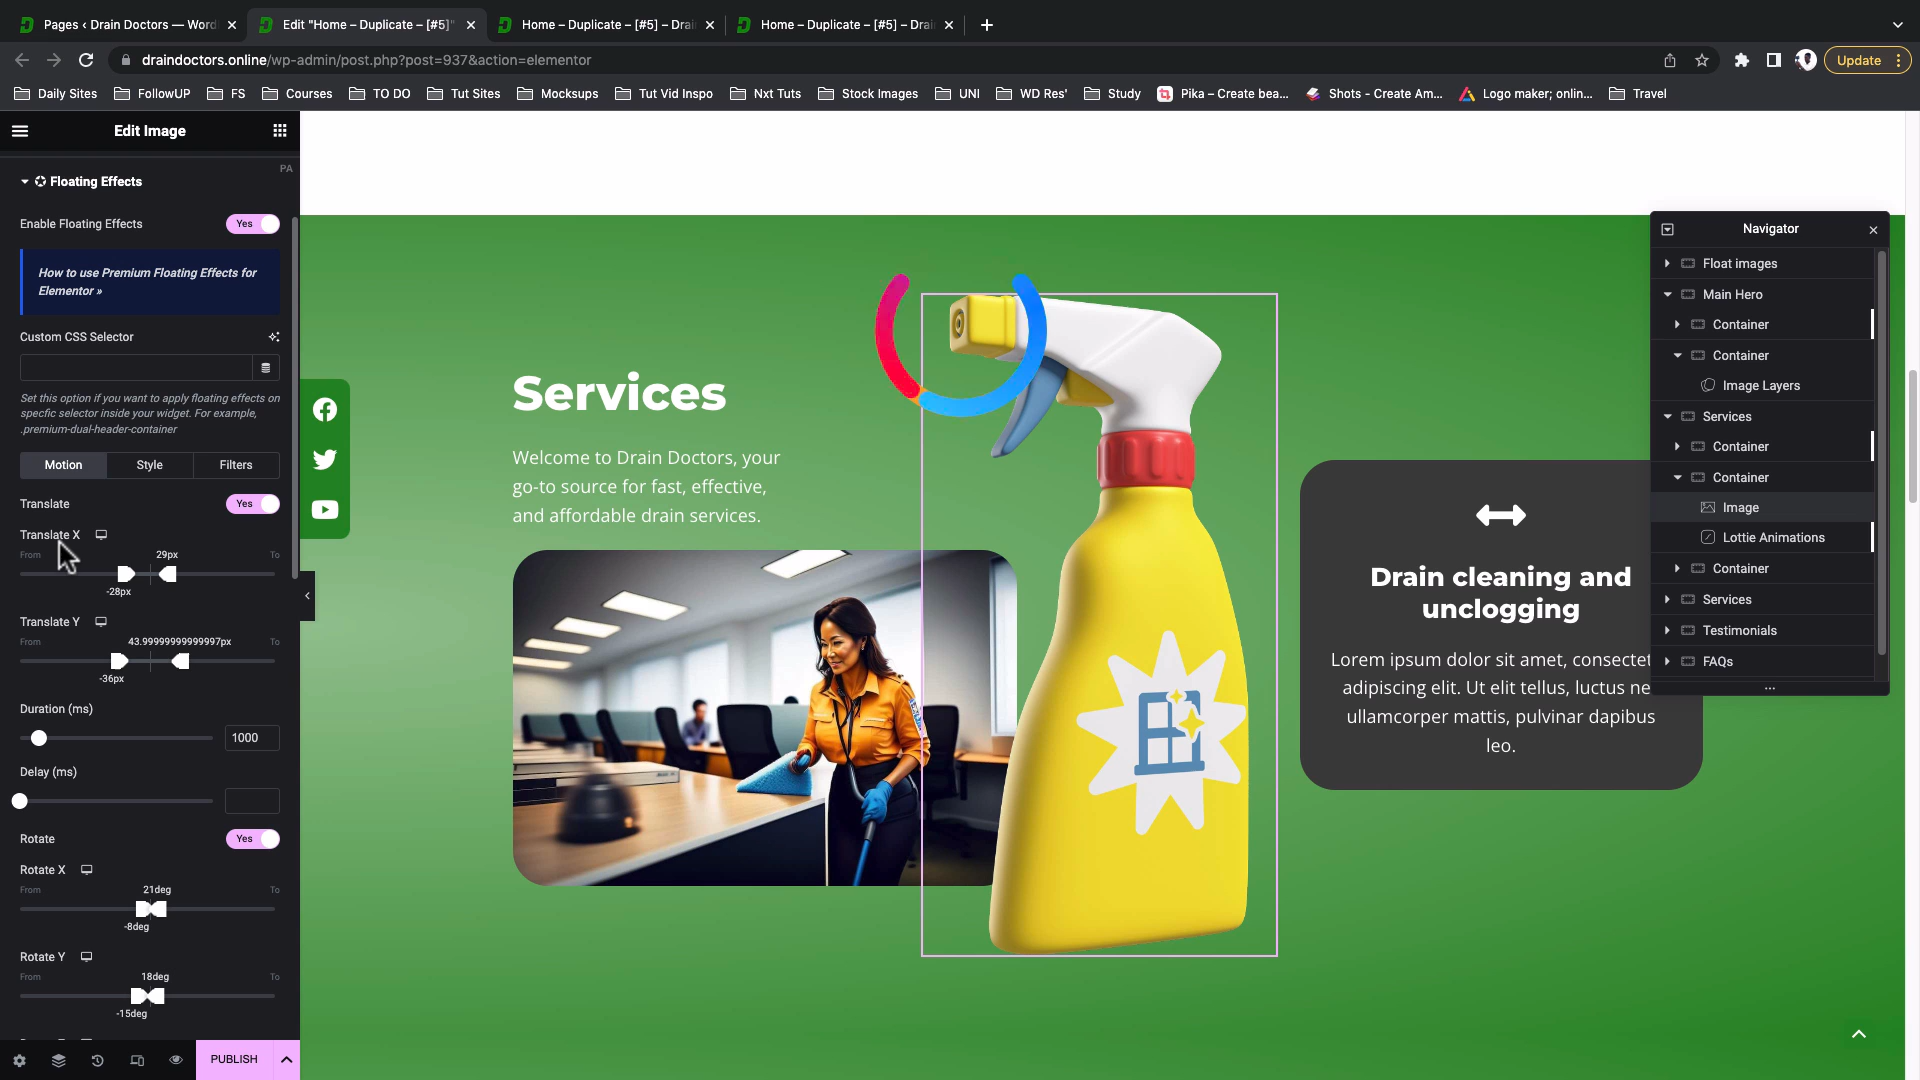 Pages ‹ Drain Doctors — Word
Edit "Home – Duplicate – [#5]"
Home – Duplicate – [#5] – Drai
Home – Duplicate – [#5] – Drai
draindoctors.online/wp-admin/post.php?post=937&action=elementor
Update
Daily Sites
FollowUP
FS
Courses
TO DO
Tut Sites
Mocksups
Tut Vid Inspo
Nxt Tuts
Stock Images
UNI
WD Res'
Study
Pika – Create bea...
Shots - Create Am...
Logo maker; onlin...
Travel
Edit Image
PA
Floating Effects
Enable Floating Effects
Yes
How to use Premium Floating Effects for
Elementor »
Custom CSS Selector
Set this option if you want to apply floating effects on
specfic selector inside your widget. For example,
.premium-dual-header-container
Motion
Style
Filters
Translate
Yes
Translate X
From
29px
To
-28px
Translate Y
From
43.99999999999997px
To
-36px
Duration (ms)
1000
Delay (ms)
Rotate
Yes
Rotate X
From
21deg
To
-8deg
Rotate Y
From
18deg
To
-15deg
PUBLISH
Services
Welcome to Drain Doctors, your
go-to source for fast, effective,
and affordable drain services.
Drain cleaning and
unclogging
Lorem ipsum dolor sit amet, consectet
adipiscing elit. Ut elit tellus, luctus ne
ullamcorper mattis, pulvinar dapibus
leo.
Navigator
Float images
Main Hero
Container
Container
Image Layers
Services
Container
Container
Image
Lottie Animations
Container
Services
Testimonials
FAQs